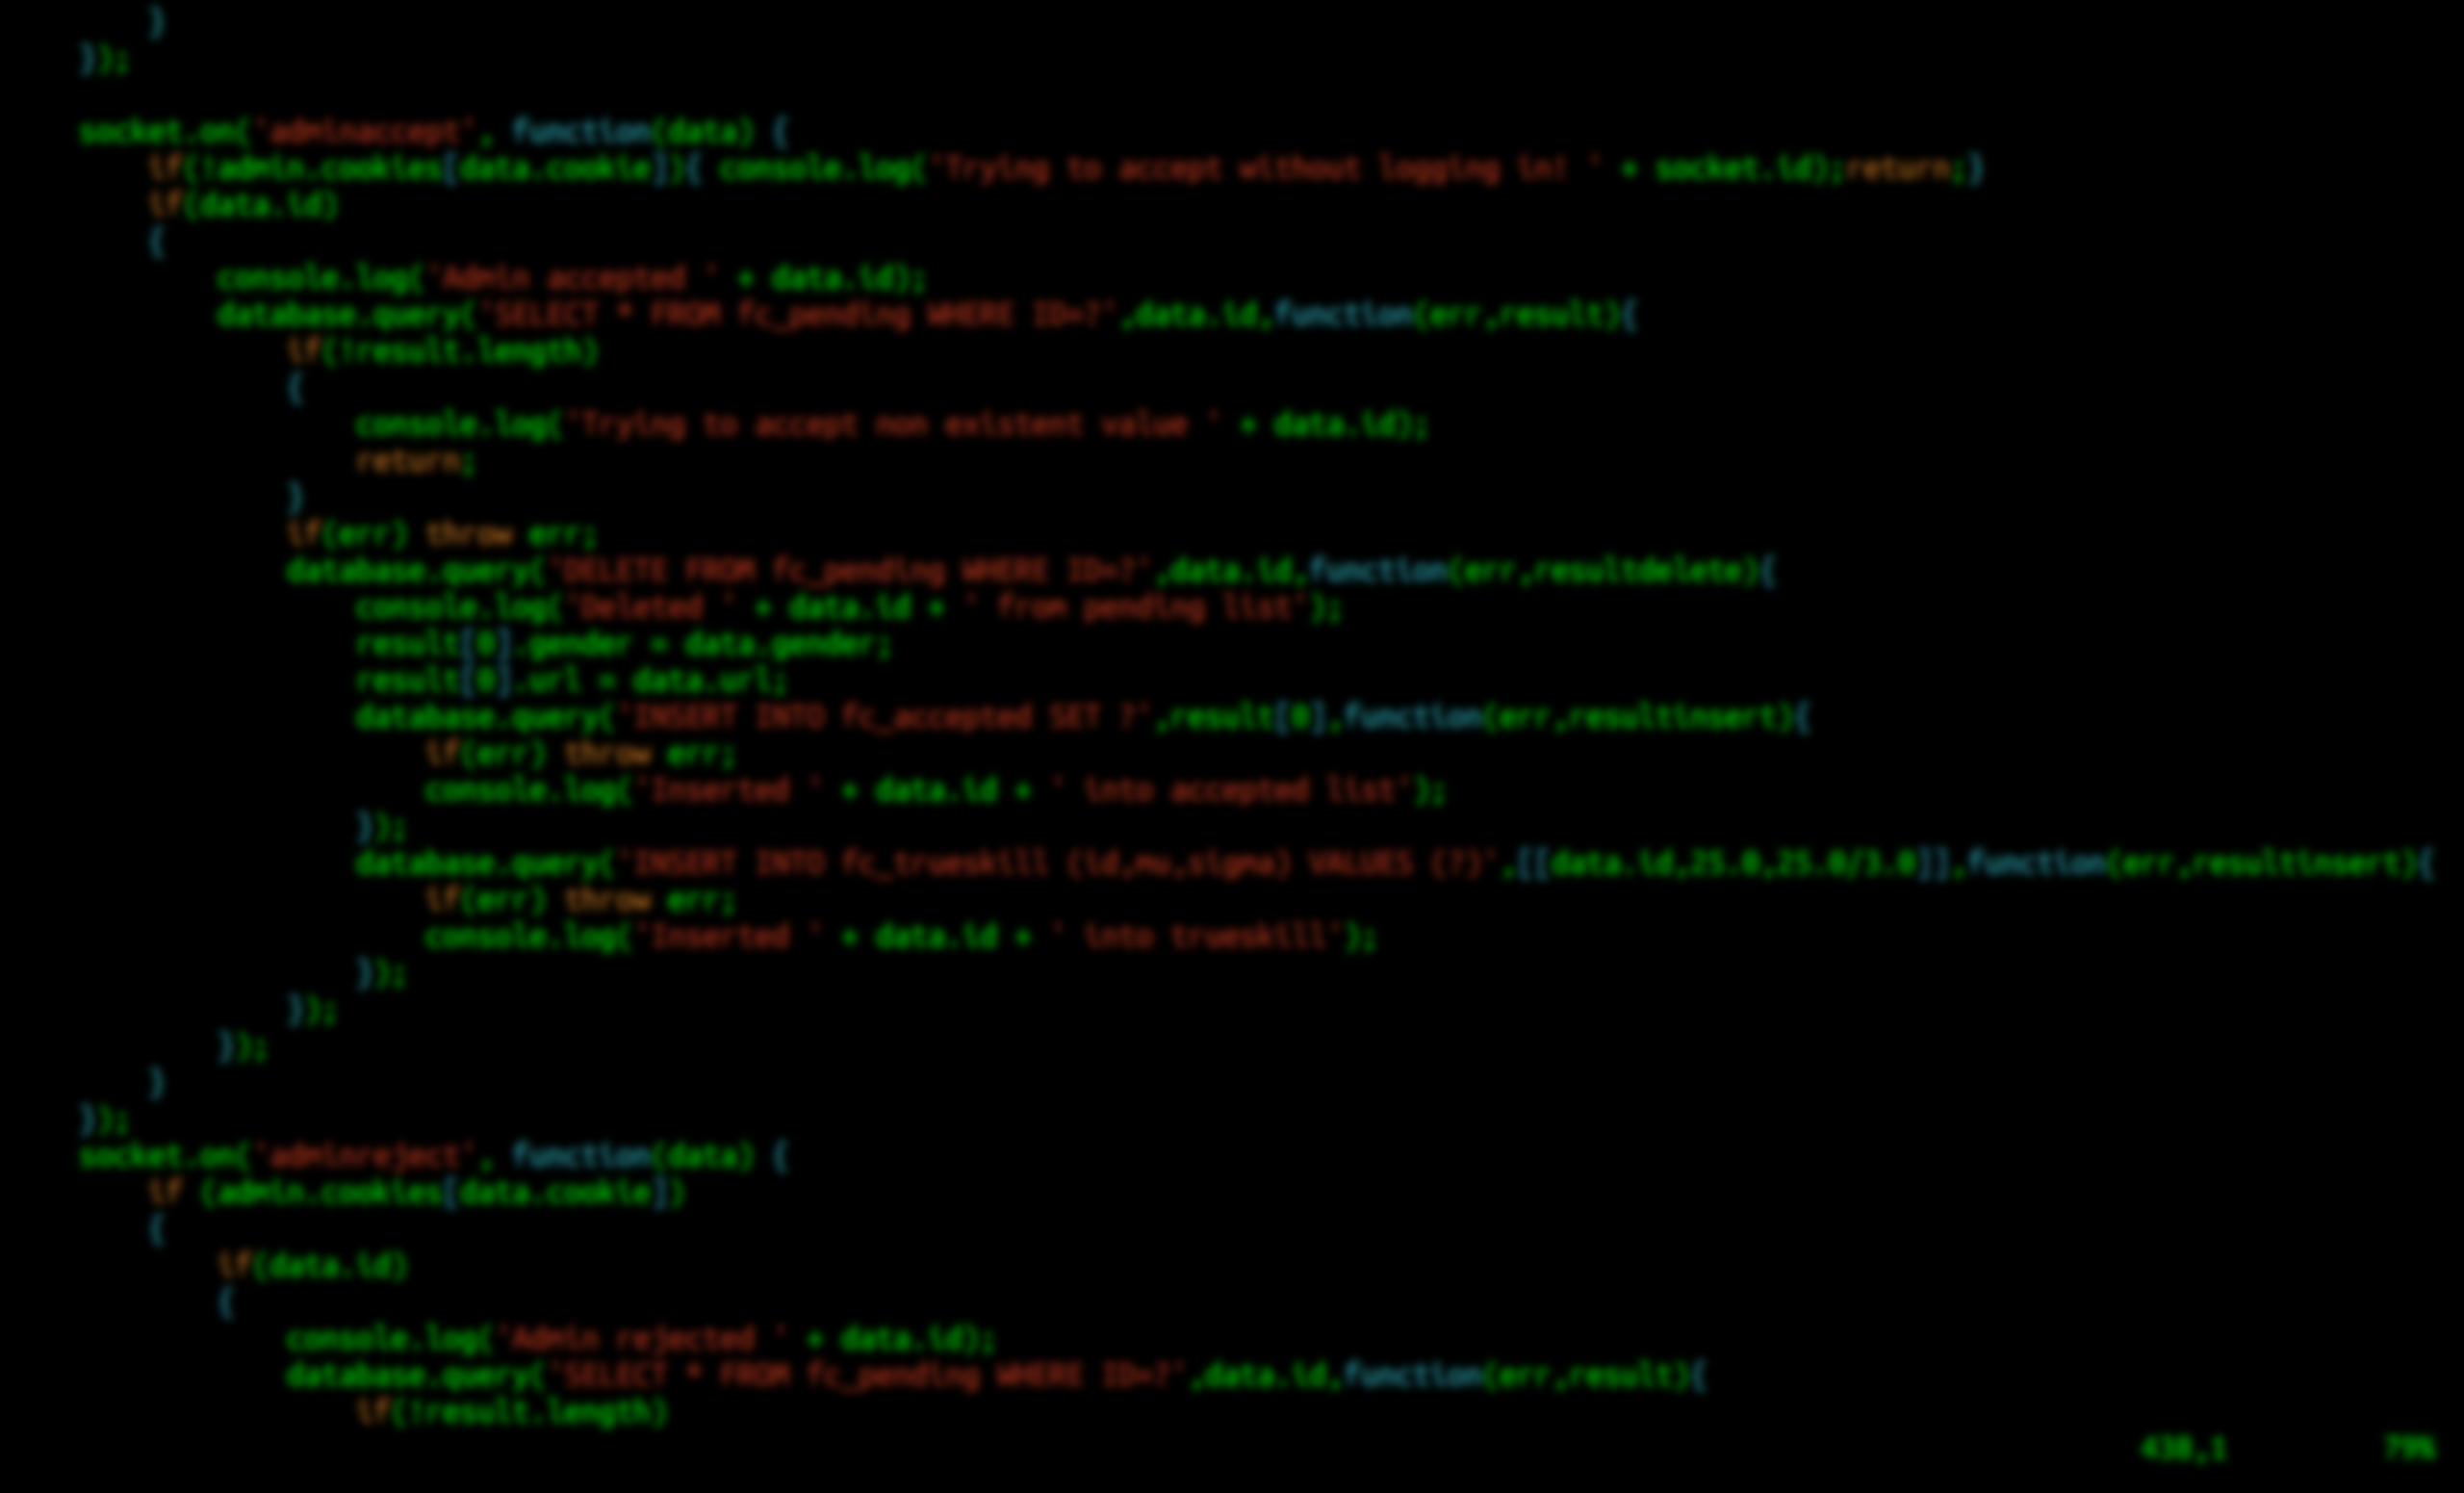 }
});

socket.on('adminaccept', function(data) {
    if(!admin.cookies[data.cookie]){ console.log('Trying to accept without logging in! ' + socket.id);return;}
    if(data.id)
    {
        console.log('Admin accepted ' + data.id);
        database.query('SELECT * FROM fc_pending WHERE ID=?',data.id,function(err,result){
            if(!result.length)
            {
                console.log('Trying to accept non existent value ' + data.id);
                return;
            }
            if(err) throw err;
            database.query('DELETE FROM fc_pending WHERE ID=?',data.id,function(err,resultdelete){
                console.log('Deleted ' + data.id + ' from pending list');
                result[0].gender = data.gender;
                result[0].url = data.url;
                database.query('INSERT INTO fc_accepted SET ?',result[0],function(err,resultinsert){
                    if(err) throw err;
                    console.log('Inserted ' + data.id + ' into accepted list');
                });
                database.query('INSERT INTO fc_trueskill (id,mu,sigma) VALUES (?)',[[data.id,25.0,25.0/3.0]],function(err,resultinsert){
                    if(err) throw err;
                    console.log('Inserted ' + data.id + ' into trueskill');
                });
            });
        });
    }
});
socket.on('adminreject', function(data) {
    if (admin.cookies[data.cookie])
    {
        if(data.id)
        {
            console.log('Admin rejected ' + data.id);
            database.query('SELECT * FROM fc_pending WHERE ID=?',data.id,function(err,result){
                if(!result.length)
79%